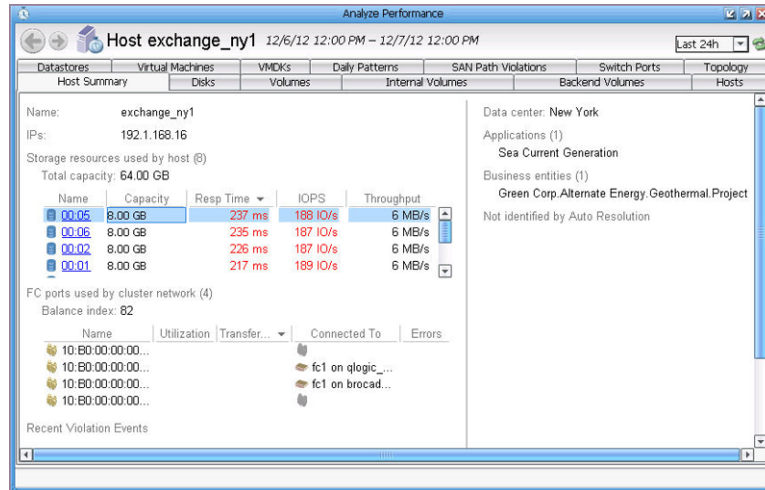 Analyze Performance
Host exchange_ny1 12/6/12 12:00 PM – 12/7/12 12:00 PM
Last 24h
Datastores Virtual Machines VMDKs Daily Patterns SAN Path Violations Switch Ports Topology
Host Summary Disks Volumes Internal Volumes Backend Volumes Hosts
Name: exchange_ny1
IPs: 192.1.168.16
Storage resources used by host (8)
Total capacity: 64.00 GB
Name Capacity Resp Time IOPS Throughput
00:05 8.00 GB 237 ms 188 IO/s 6 MB/s
00:06 8.00 GB 235 ms 187 IO/s 6 MB/s
00:02 8.00 GB 226 ms 187 IO/s 6 MB/s
00:01 8.00 GB 217 ms 189 IO/s 6 MB/s
FC ports used by cluster network (4)
Balance index: 82
Name Utilization Transfer... Connected To Errors
10:B0:00:00:00...
10:B0:00:00:00... fc1 on qlogic_...
10:B0:00:00:00... fc1 on brocad...
10:B0:00:00:00...
Recent Violation Events
Data center: New York
Applications (1)
Sea Current Generation
Business entities (1)
Green Corp.Alternate Energy.Geothermal.Project
Not identified by Auto Resolution